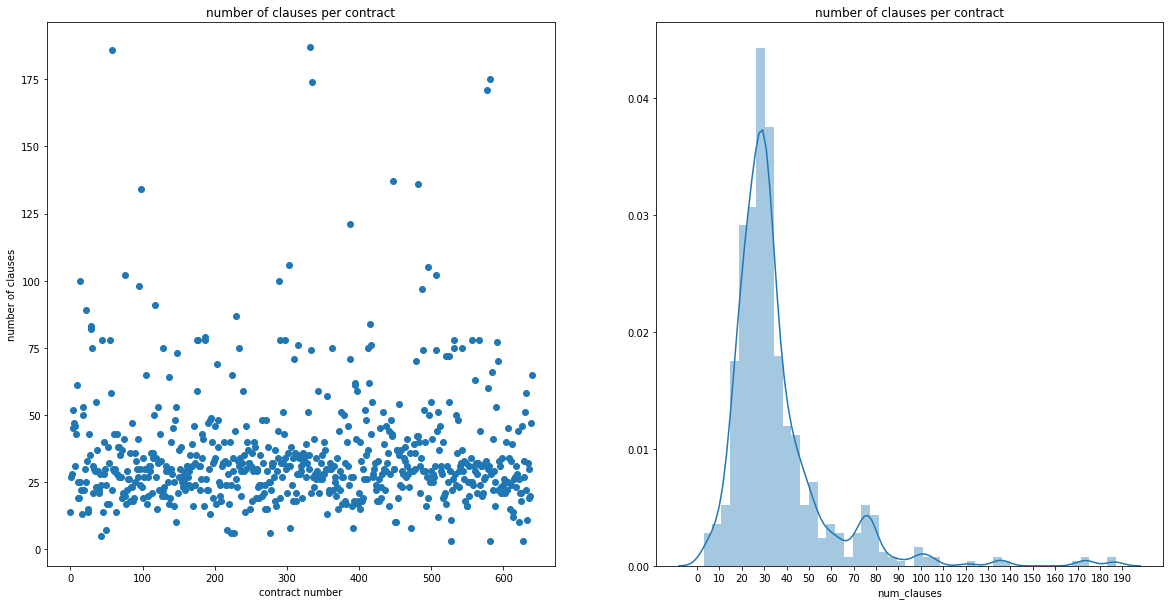 number of clauses per contract
number of clauses
175
150
125
100
75
50
25
0
0 100 200 300 400 500 600
contract number
number of clauses per contract
0.04
0.03
0.02
0.01
0.00
0 10 20 30 40 50 60 70 80 90 100 110 120 130 140 150 160 170 180 190
num_clauses